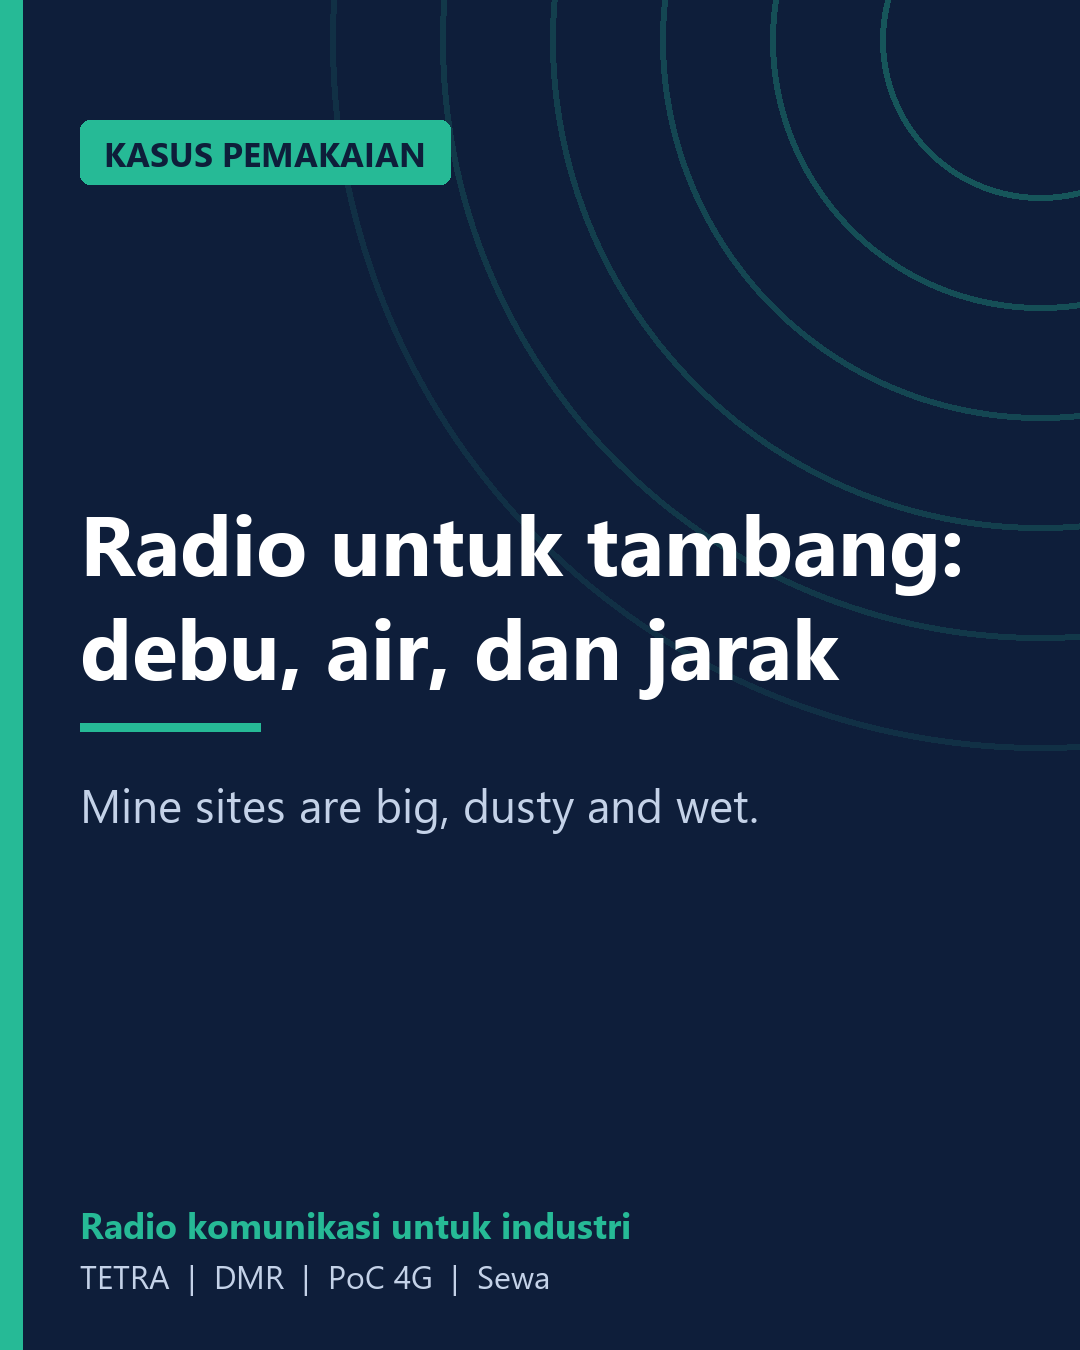 KASUS PEMAKAIAN
Radio untuk tambang:
debu, air, dan jarak
Mine sites are big, dusty and wet.
Radio komunikasi untuk industri
TETRA | DMR | PoC 4G | Sewa